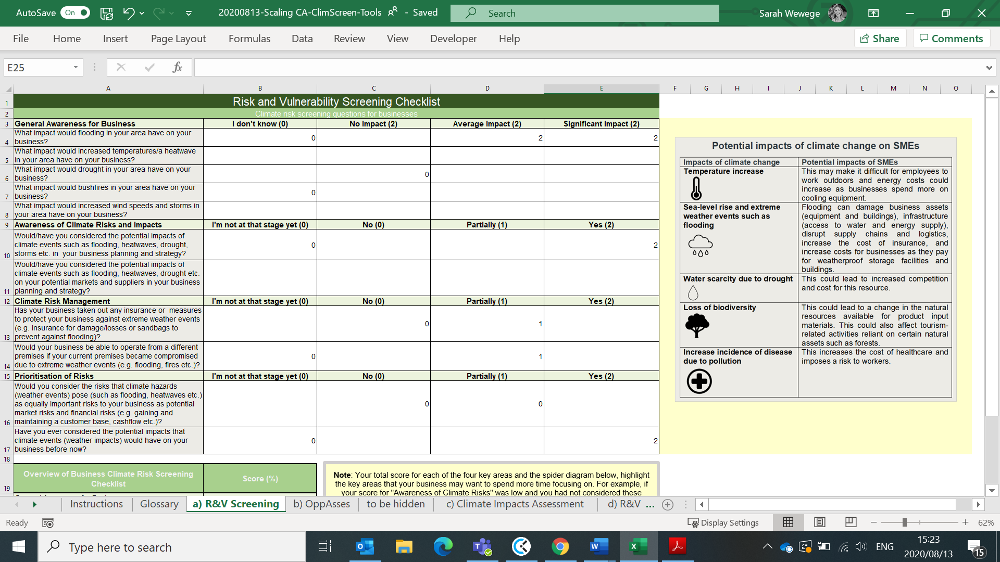 AutoSave On 20200813-Scaling CA-ClimScreen-Tools - Saved Search Sarah Wewege
File Home Insert Page Layout Formulas Data Review View Developer Help Share Comments
E25 fx
A B C D E F G H I J K L M N O
1 Risk and Vulnerability Screening Checklist
2 Climate risk screening questions for businesses
3 General Awareness for Business I don't know (0) No Impact (2) Average Impact (2) Significant Impact (2)
What impact would flooding in your area have on your
4 business? 0 2 2
What impact would increased temperatures/a heatwave
5 in your area have on your business?
What impact would drought in your area have on your
6 business? 0
What impact would bushfires in your area have on your
7 business? 0
What impact would increased wind speeds and storms in
8 your area have on your business?
9 Awareness of Climate Risks and Impacts I'm not at that stage yet (0) No (0) Partially (1) Yes (2)
Would/have you considered the potential impacts of
climate events such as flooding, heatwaves, drought, 0 2
10 storms etc. in your business planning and strategy?
Would/have you considered the potential impacts of
climate events such as flooding, heatwaves, drought etc.
on your potential markets and suppliers in your business
11 planning and strategy?
12 Climate Risk Management I'm not at that stage yet (0) No (0) Partially (1) Yes (2)
Has your business taken out any insurance or measures
to protect your business against extreme weather events
(e.g. insurance for damage/losses or sandbags to 0 1
13 prevent against flooding)?
Would your business be able to operate from a different
premises if your current premises became compromised 0 1
14 due to extreme weather events (e.g. flooding, fires etc.)?
15 Prioritisation of Risks I'm not at that stage yet (0) No (0) Partially (1) Yes (2)
Would you consider the risks that climate hazards
(weather events) pose (such as flooding, heatwaves etc.)
as equally important risks to your business as potential 0 0
market risks and financial risks (e.g. gaining and
16 maintaining a customer base, cashflow etc.)?
Have you ever considered the potential impacts that
climate events (weather impacts) would have on your 0 2
17 business before now?
18
Overview of Business Climate Risk Screening
Checklist Score (%)
19
Note: Your total score for each of the four key areas and the spider diagram below, highlight
the key areas that your business may want to spend more time focusing on. For example, if
your score for "Awareness of Climate Risks" was low and you had not considered these
Potential impacts of climate change on SMEs
Impacts of climate change Potential impacts of SMEs
Temperature increase
This may make it difficult for employees to
work outdoors and energy costs could
increase as businesses spend more on
cooling equipment.
Sea-level rise and extreme
weather events such as
flooding
Flooding can damage business assets
(equipment and buildings), infrastructure
(access to water and energy supply),
disrupt supply chains and logistics,
increase the cost of insurance, and
increase costs for businesses as they pay
for weatherproof storage facilities and
buildings.
Water scarcity due to drought
This could lead to increased competition
and cost for this resource.
Loss of biodiversity
This could lead to a change in the natural
resources available for product input
materials. This could also affect tourism-
related activities reliant on certain natural
assets such as forests.
Increase incidence of disease
due to pollution
This increases the cost of healthcare and
imposes a risk to workers.
Instructions Glossary a) R&V Screening b) OppAsses to be hidden c) Climate Impacts Assessment d) R&V ...
Ready Display Settings 62%
Type here to search ENG 15:23
2020/08/13 15